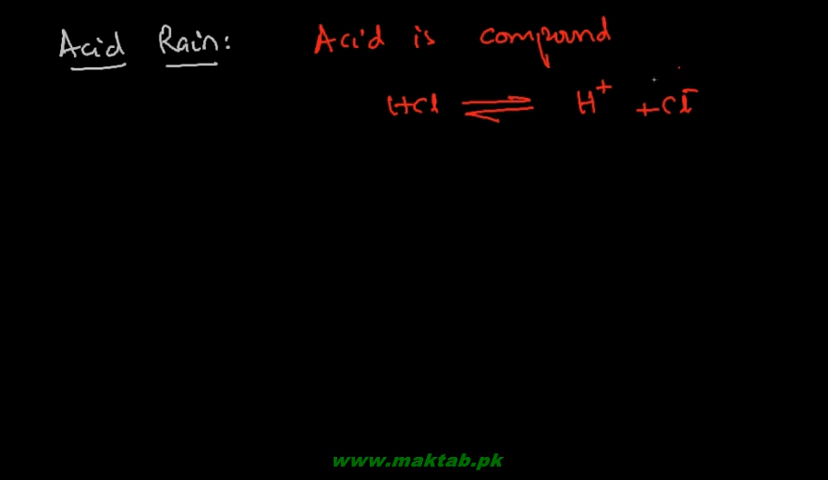 Acid Rain: Acid is compound
HCl ⇌ H⁺ + Cl⁻
www.maktab.pk